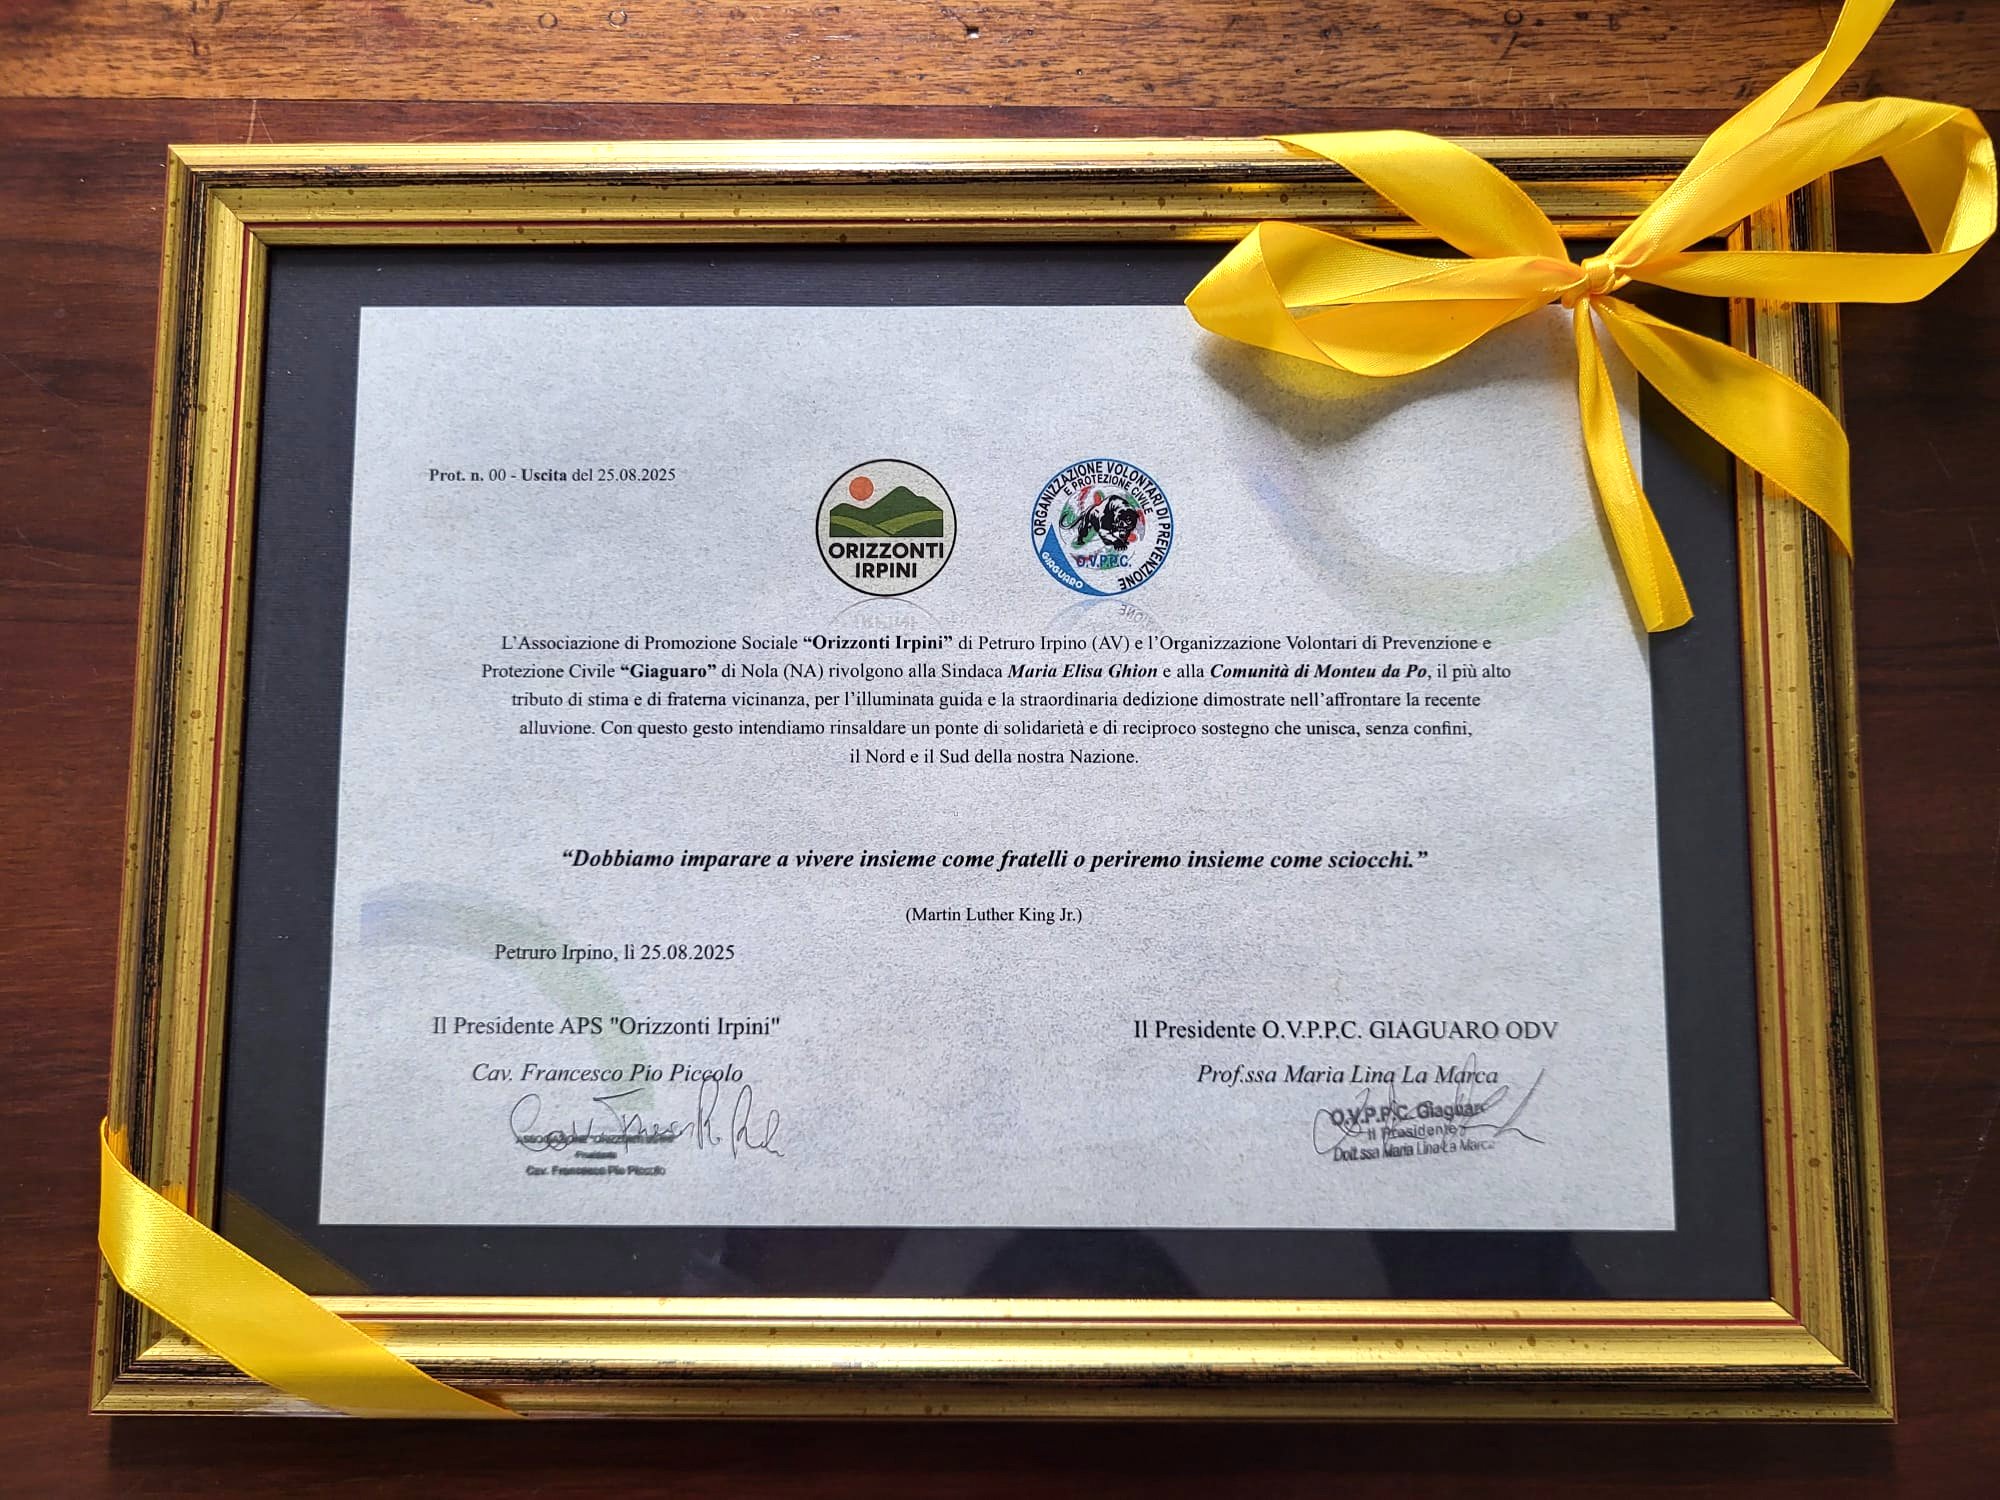 Prot. n. 00 - Uscita del 25.08.2025
ORIZZONTI
IRPINI
ORGANIZZAZIONE VOLONTARI DI PREVENZIONE
E PROTEZIONE CIVILE
O.V.P.P.C.
GIAGUARO
L'Associazione di Promozione Sociale “Orizzonti Irpini” di Petruro Irpino (AV) e l'Organizzazione Volontari di Prevenzione e
Protezione Civile “Giaguaro” di Nola (NA) rivolgono alla Sindaca Maria Elisa Ghion e alla Comunità di Monteu da Po, il più alto
tributo di stima e di fraterna vicinanza, per l'illuminata guida e la straordinaria dedizione dimostrate nell'affrontare la recente
alluvione. Con questo gesto intendiamo rinsaldare un ponte di solidarietà e di reciproco sostegno che unisca, senza confini,
il Nord e il Sud della nostra Nazione.
“Dobbiamo imparare a vivere insieme come fratelli o periremo insieme come sciocchi.”
(Martin Luther King Jr.)
Petruro Irpino, lì 25.08.2025
Il Presidente APS "Orizzonti Irpini"
Cav. Francesco Pio Piccolo
ASSOCIAZIONE "ORIZZONTI IRPINI"
Presidente
Cav. Francesco Pio Piccolo
Il Presidente O.V.P.P.C. GIAGUARO ODV
Prof.ssa Maria Lina La Marca
O.V.P.P.C. Giaguaro
Il Presidente
Dott.ssa Maria Lina La Marca